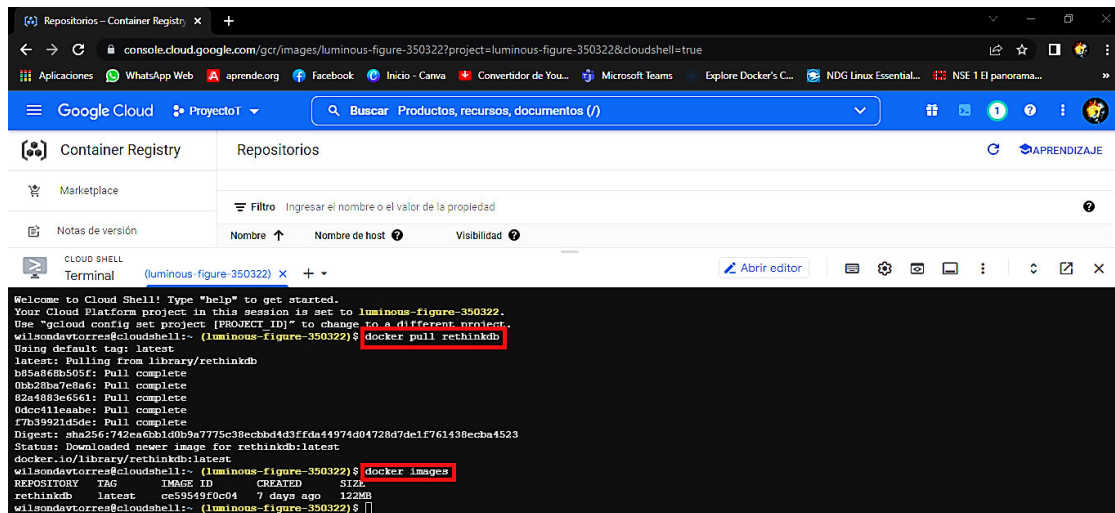 Repositorios – Container Registry
console.cloud.google.com/gcr/images/luminous-figure-350322?project=luminous-figure-350322&cloudshell=true
Aplicaciones WhatsApp Web aprende.org Facebook Inicio - Canva Convertidor de You... Microsoft Teams Explore Docker's C... NDG Linux Essential... NSE 1 El panorama... »
Google Cloud ProyectoT Buscar Productos, recursos, documentos (/) 1
Container Registry Repositorios APRENDIZAJE
Marketplace
Filtro Ingresar el nombre o el valor de la propiedad
Notas de versión
Nombre Nombre de host Visibilidad
CLOUD SHELL
Terminal (luminous-figure-350322) Abrir editor
Welcome to Cloud Shell! Type "help" to get started.
Your Cloud Platform project in this session is set to luminous-figure-350322.
Use "gcloud config set project [PROJECT_ID]" to change to a different project.
wilsondavtorres@cloudshell:~ (luminous-figure-350322)$ docker pull rethinkdb
Using default tag: latest
latest: Pulling from library/rethinkdb
b85a868b505f: Pull complete
0bb28ba7e8a6: Pull complete
82a4883e6561: Pull complete
0dcc411eaabe: Pull complete
f7b39921d5de: Pull complete
Digest: sha256:742ea6bb1d0b9a7775c38ecbbd4d3ffda44974d04728d7de1f761438ecba4523
Status: Downloaded newer image for rethinkdb:latest
docker.io/library/rethinkdb:latest
wilsondavtorres@cloudshell:~ (luminous-figure-350322)$ docker images
REPOSITORY TAG IMAGE ID CREATED SIZE
rethinkdb latest ce59549f0c04 7 days ago 122MB
wilsondavtorres@cloudshell:~ (luminous-figure-350322)$